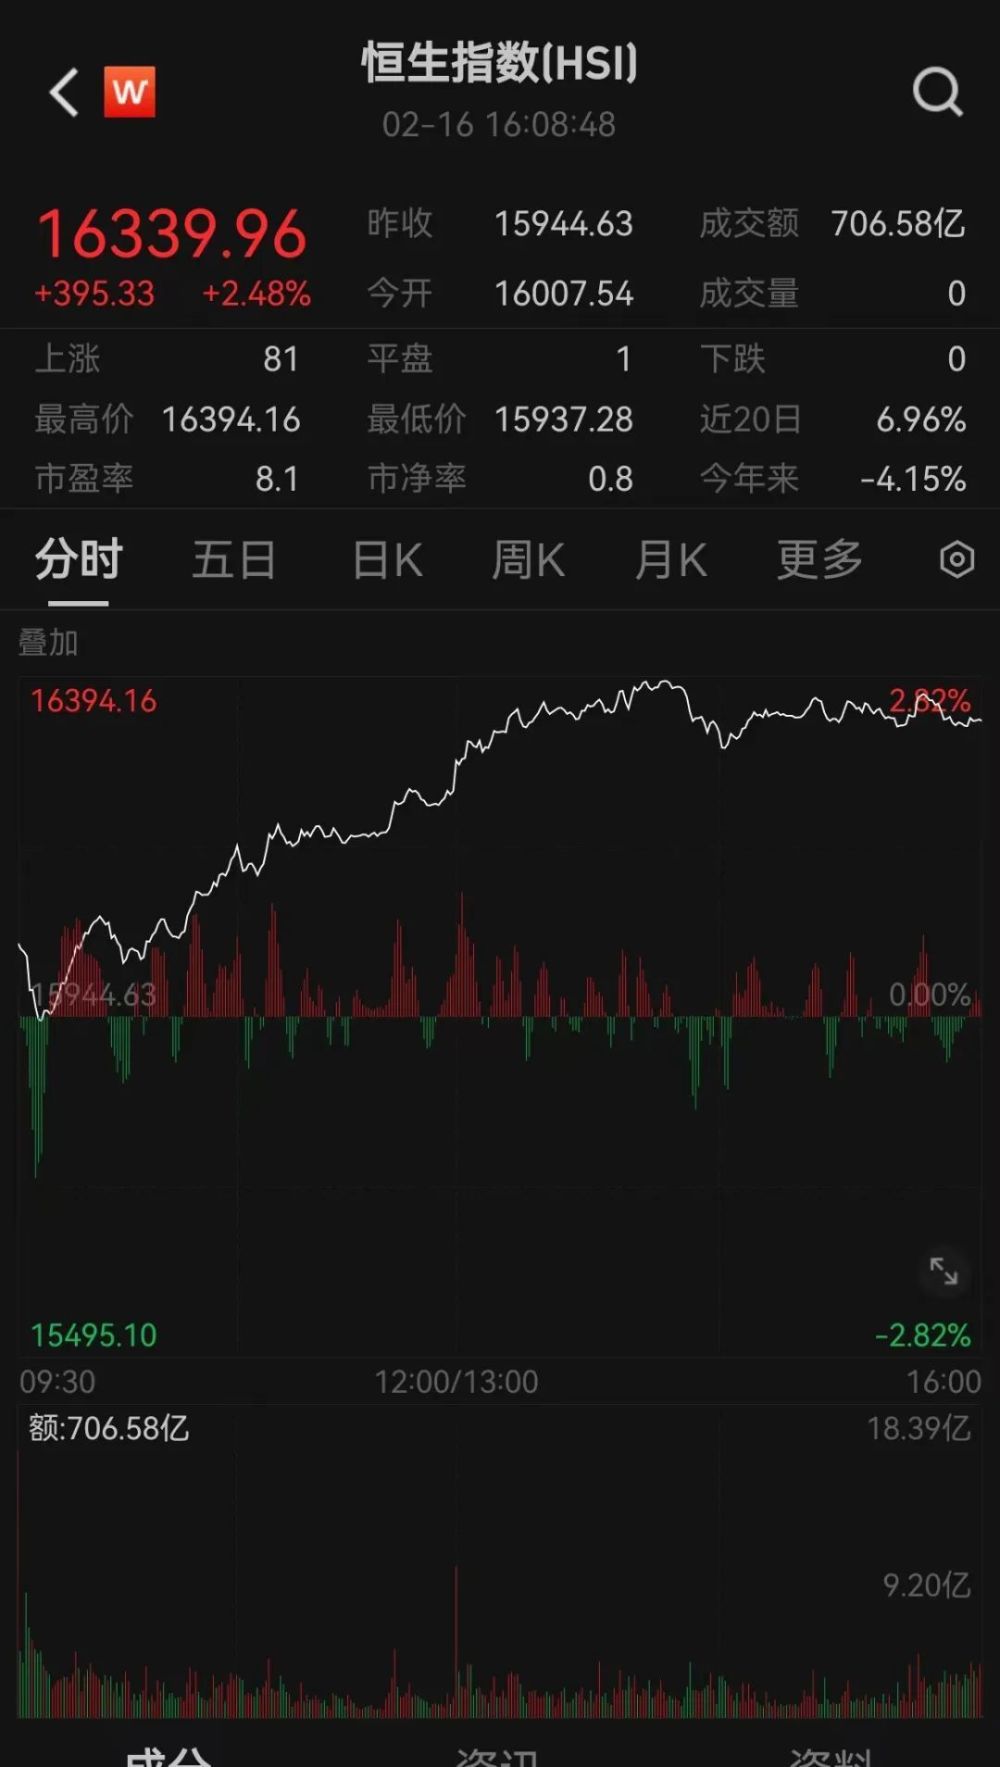 恒生指数(HSI)
W
02-16 16:08:48
16339.96 昨收 15944.63 成交额 706.58亿
+395.33 +2.48% 今开 16007.54 成交量 0
上涨 81 平盘 1 下跌 0
最高价 16394.16 最低价 15937.28 近20日 6.96%
市盈率 8.1 市净率 0.8 今年来 -4.15%
分时 五日 日K 周K 月K 更多
叠加
16394.16 2.82%
15944.63 0.00%
15495.10 -2.82%
09:30 12:00/13:00 16:00
额:706.58亿 18.39亿
9.20亿
成分 资讯 资料